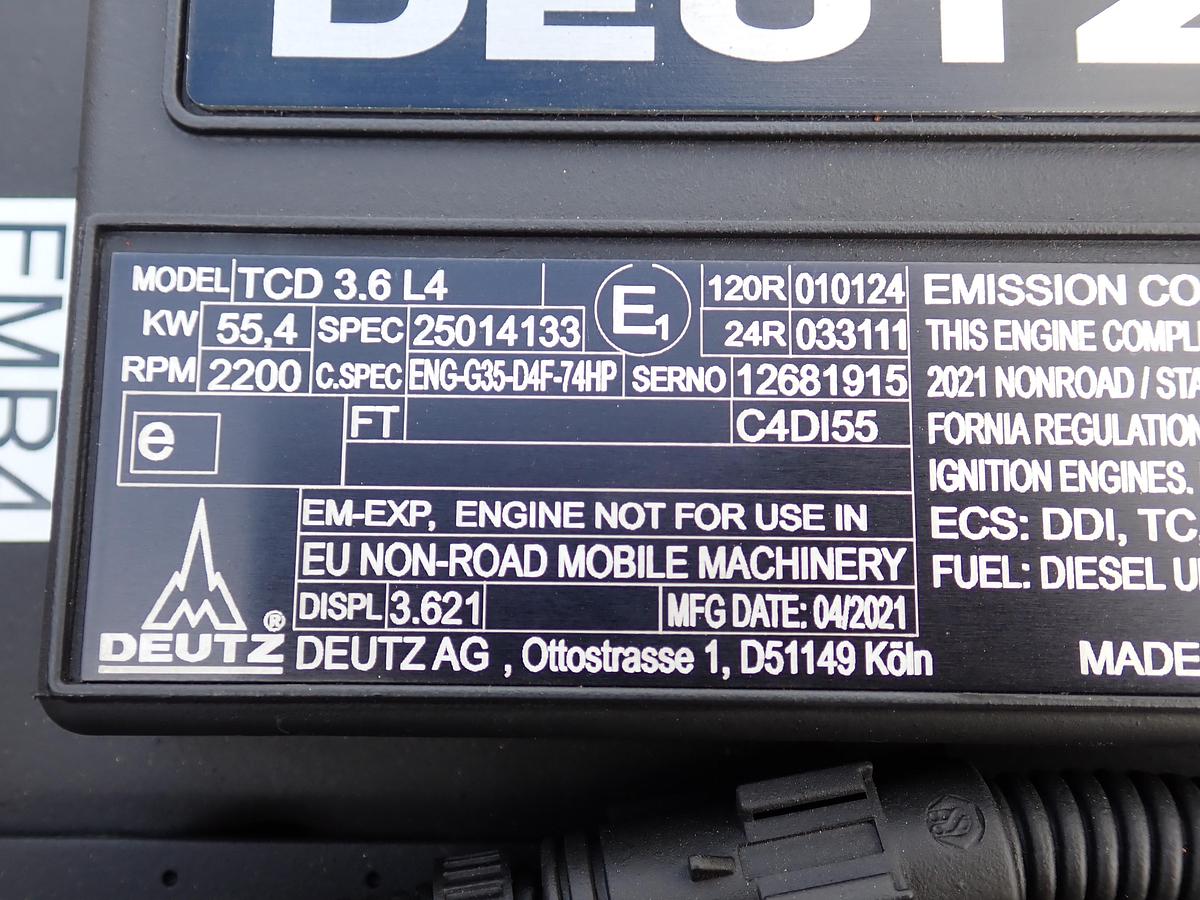 DEUTZ
MODEL TCD 3.6 L4 E1 120R 010124
KW 55,4 SPEC 25014133 24R 033111
RPM 2200 C.SPEC ENG-G35-D4F-74HP SERNO 12681915
e FT C4DI55
EM-EXP, ENGINE NOT FOR USE IN
EU NON-ROAD MOBILE MACHINERY
DISPL 3.621 MFG DATE: 04/2021
DEUTZ® DEUTZ AG , Ottostrasse 1, D51149 Köln
EMISSION CO
THIS ENGINE COMPLI
2021 NONROAD / STA
FORNIA REGULATION
IGNITION ENGINES.
ECS: DDI, TC,
FUEL: DIESEL U
MADE